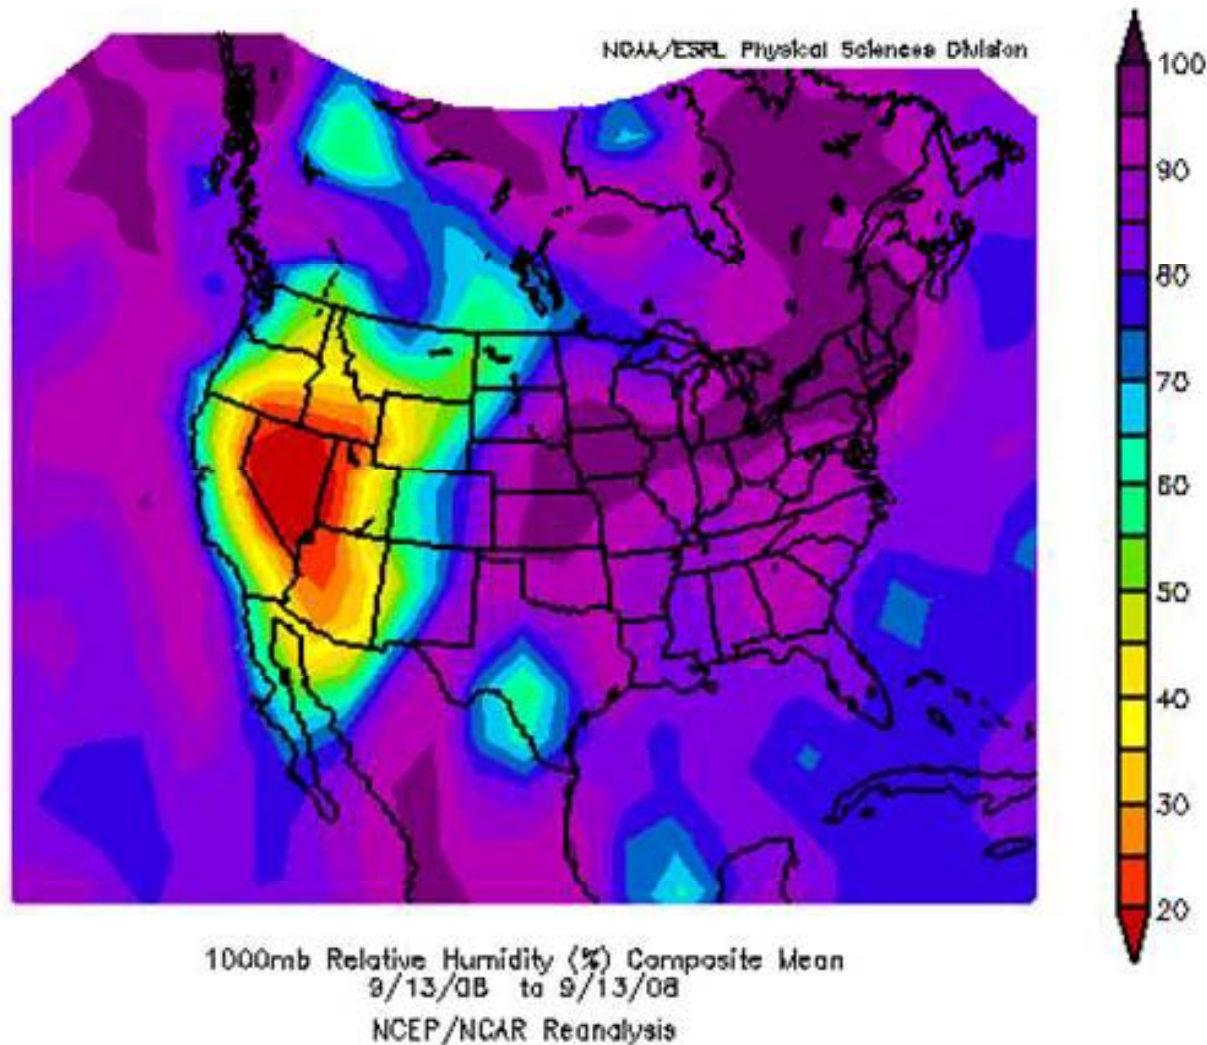 NOAA/ESRL Physical Sciences Division
100
90
80
70
60
50
40
30
20
1000mb Relative Humidity (%) Composite Mean
9/13/08 to 9/13/08
NCEP/NCAR Reanalysis